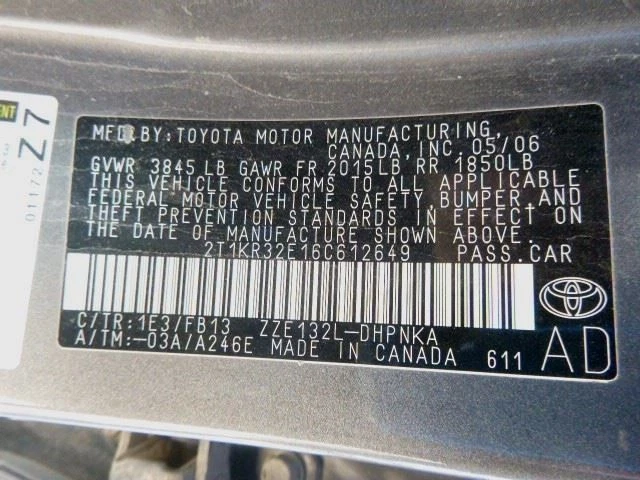 ENT
Z 7
01172
MFD. BY: TOYOTA MOTOR MANUFACTURING,
CANADA, INC. 05/06
GVWR 3845 LB GAWR FR 2015LB RR 1850LB
THIS VEHICLE CONFORMS TO ALL APPLICABLE
FEDERAL MOTOR VEHICLE SAFETY, BUMPER, AND
THEFT PREVENTION STANDARDS IN EFFECT ON
THE DATE OF MANUFACTURE SHOWN ABOVE.
2T1KR32E16C612649 PASS. CAR
C/TR: 1E3/FB13 ZZE132L-DHPNKA
A/TM: -03A/A246E MADE IN CANADA 611
AD